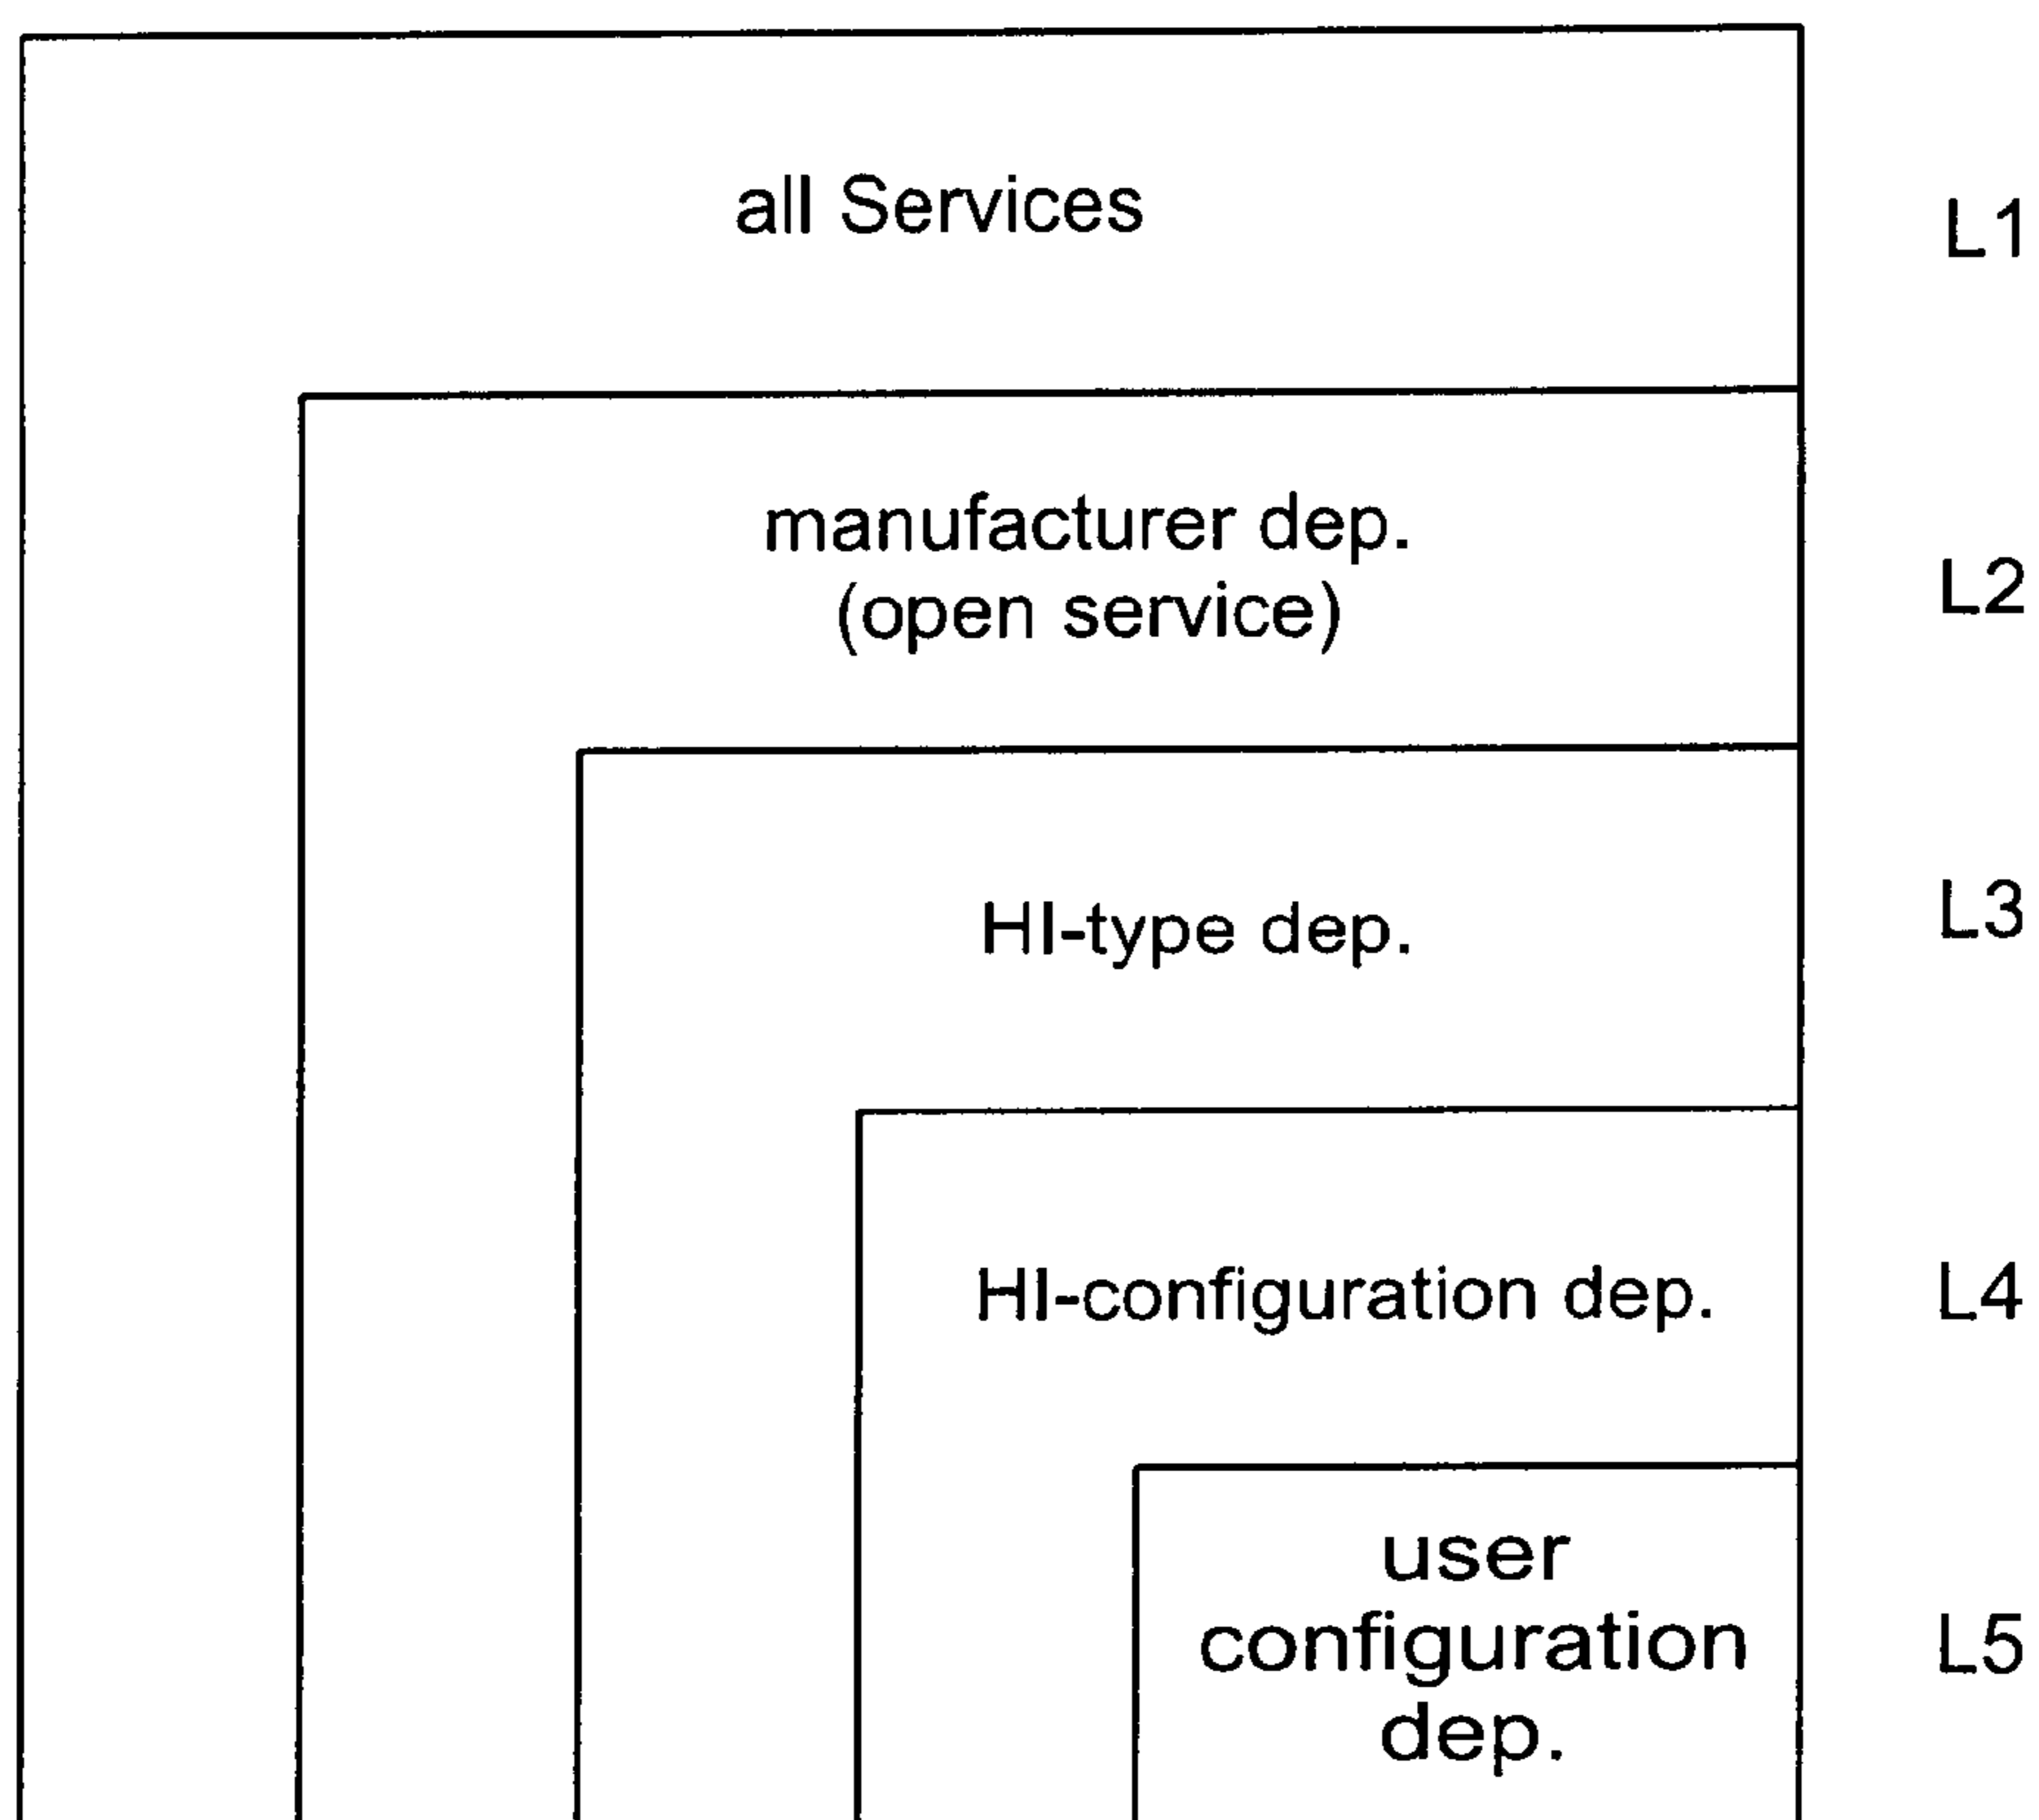 all Services
L1
manufacturer dep.
(open service)
L2
HI-type dep.
L3
HI-configuration dep.
L4
user
configuration
dep.
L5